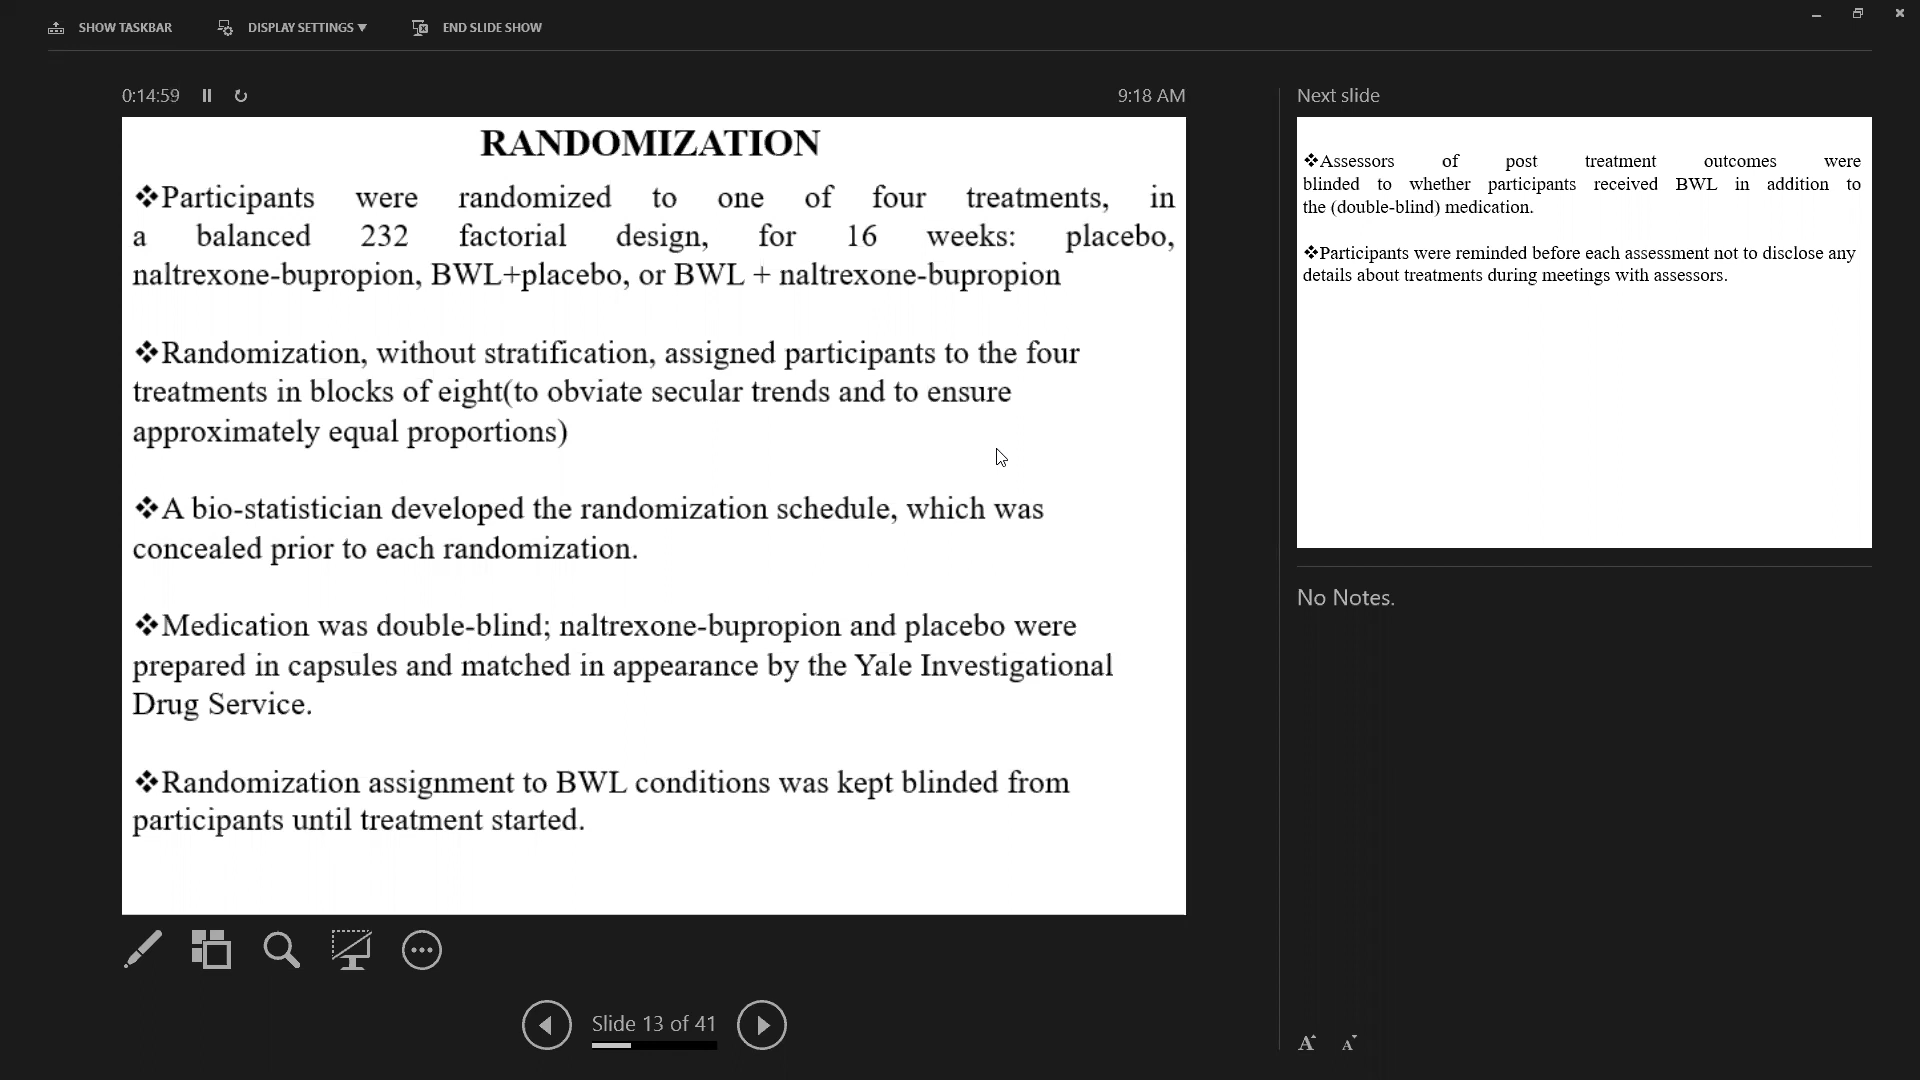 SHOW TASKBAR
DISPLAY SETTINGS ▼
END SLIDE SHOW
0:14:59
9:18 AM
RANDOMIZATION
❖Participants were randomized to one of four treatments, in
a balanced 232 factorial design, for 16 weeks: placebo,
naltrexone-bupropion, BWL+placebo, or BWL + naltrexone-bupropion
❖Randomization, without stratification, assigned participants to the four
treatments in blocks of eight(to obviate secular trends and to ensure
approximately equal proportions)
❖A bio-statistician developed the randomization schedule, which was
concealed prior to each randomization.
❖Medication was double-blind; naltrexone-bupropion and placebo were
prepared in capsules and matched in appearance by the Yale Investigational
Drug Service.
❖Randomization assignment to BWL conditions was kept blinded from
participants until treatment started.
Slide 13 of 41
Next slide
❖Assessors of post treatment outcomes were
blinded to whether participants received BWL in addition to
the (double-blind) medication.
❖Participants were reminded before each assessment not to disclose any
details about treatments during meetings with assessors.
No Notes.
A A